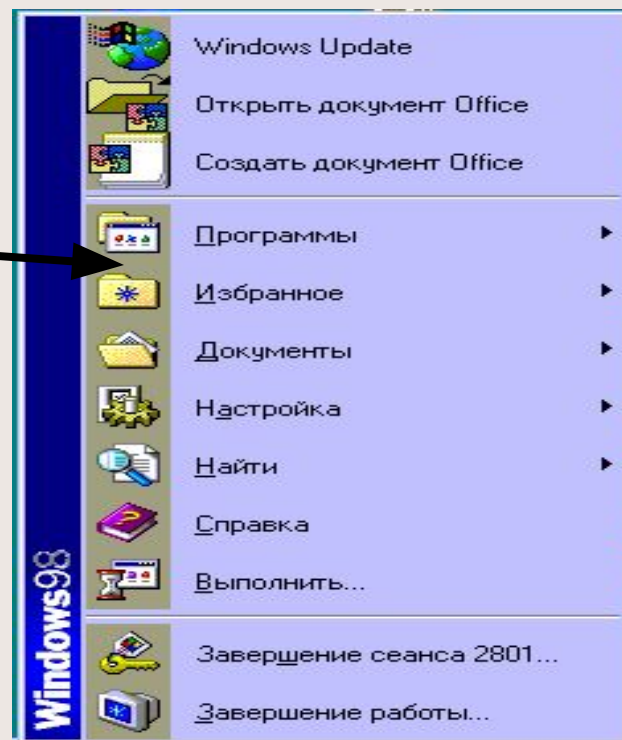 Windows Update
Открыть документ Office
Создать документ Office
Программы
Избранное
Документы
Настройка
Найти
Справка
Выполнить...
Завершение сеанса 2801...
Завершение работы...
Windows98